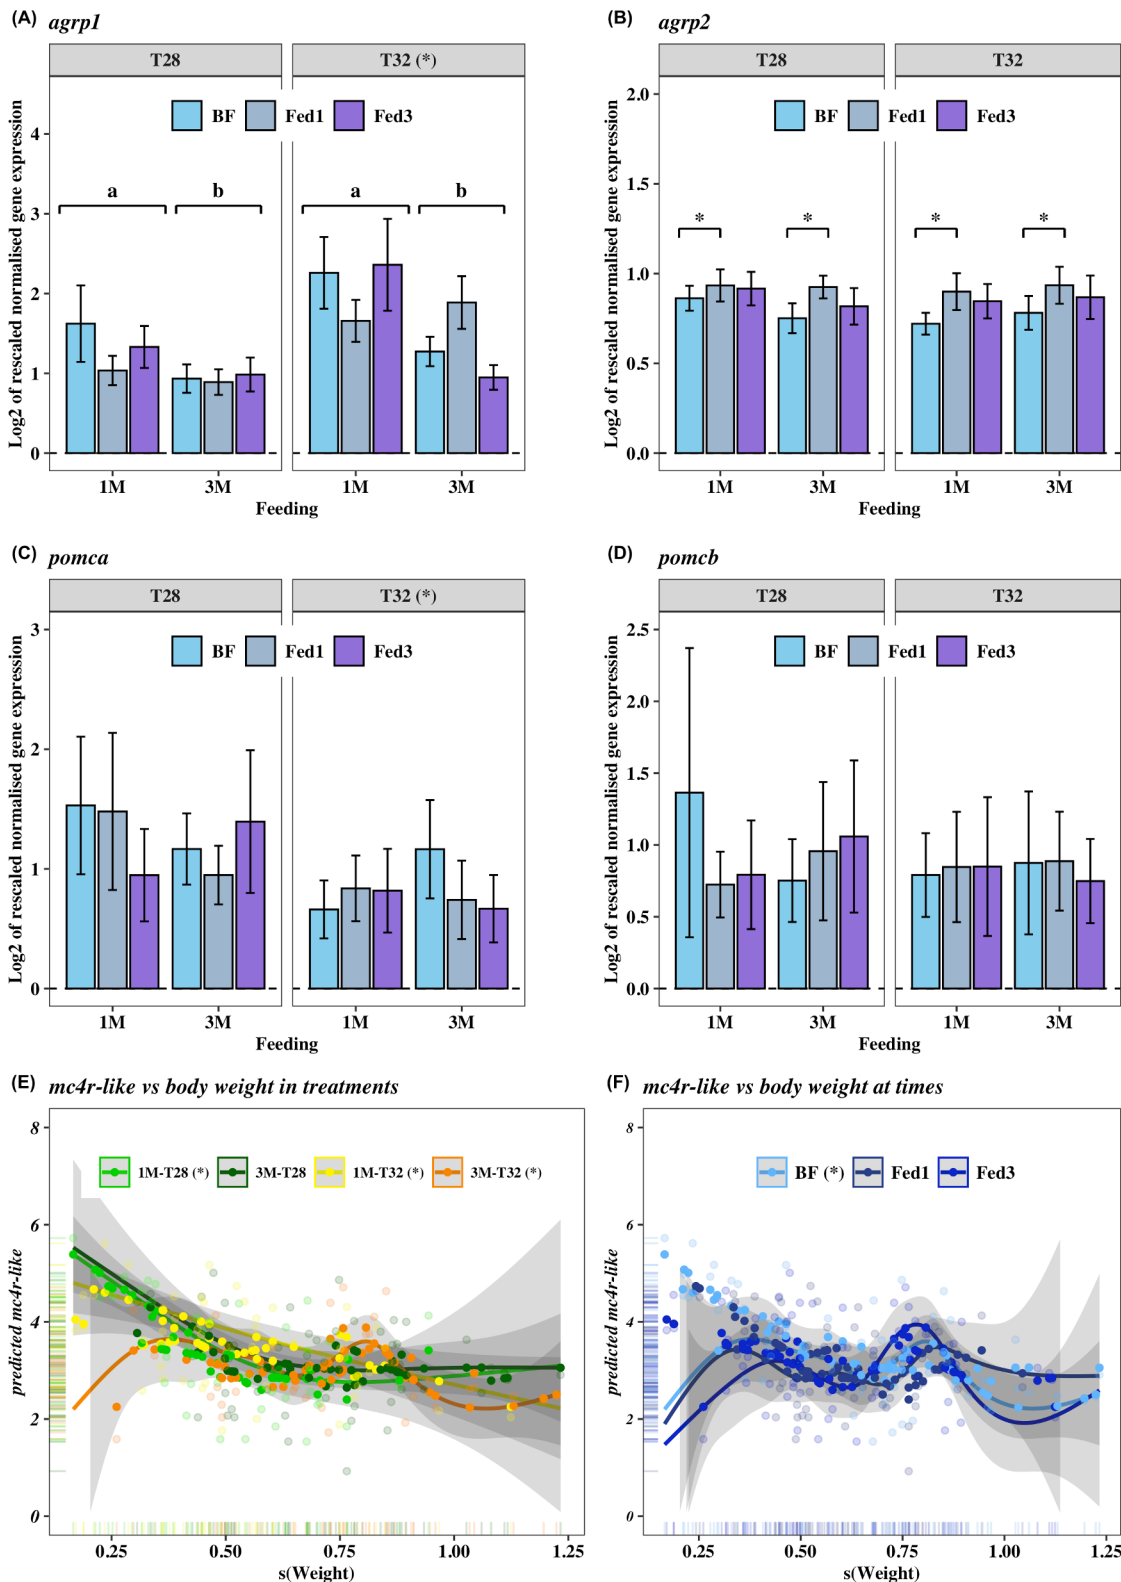 (A) agrp1
T28
T32 (*)
BF Fed1 Fed3
a b a b
Log2 of rescaled normalised gene expression
4
3
2
1
0
1M 3M 1M 3M
Feeding
(B) agrp2
T28
T32
BF Fed1 Fed3
* * * *
Log2 of rescaled normalised gene expression
2.0
1.5
1.0
0.5
0.0
1M 3M 1M 3M
Feeding
(C) pomca
T28
T32 (*)
BF Fed1 Fed3
Log2 of rescaled normalised gene expression
3
2
1
0
1M 3M 1M 3M
Feeding
(D) pomcb
T28
T32
BF Fed1 Fed3
Log2 of rescaled normalised gene expression
2.5
2.0
1.5
1.0
0.5
0.0
1M 3M 1M 3M
Feeding
(E) mc4r-like vs body weight in treatments
1M-T28 (*) 3M-T28 1M-T32 (*) 3M-T32 (*)
predicted mc4r-like
8
6
4
2
0
0.25 0.50 0.75 1.00 1.25
s(Weight)
(F) mc4r-like vs body weight at times
BF (*) Fed1 Fed3
predicted mc4r-like
8
6
4
2
0
0.25 0.50 0.75 1.00 1.25
s(Weight)